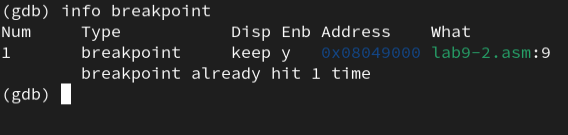 (gdb) info breakpoint
Num     Type           Disp Enb Address    What
1       breakpoint     keep y   0x08049000 lab9-2.asm:9
        breakpoint already hit 1 time
(gdb)